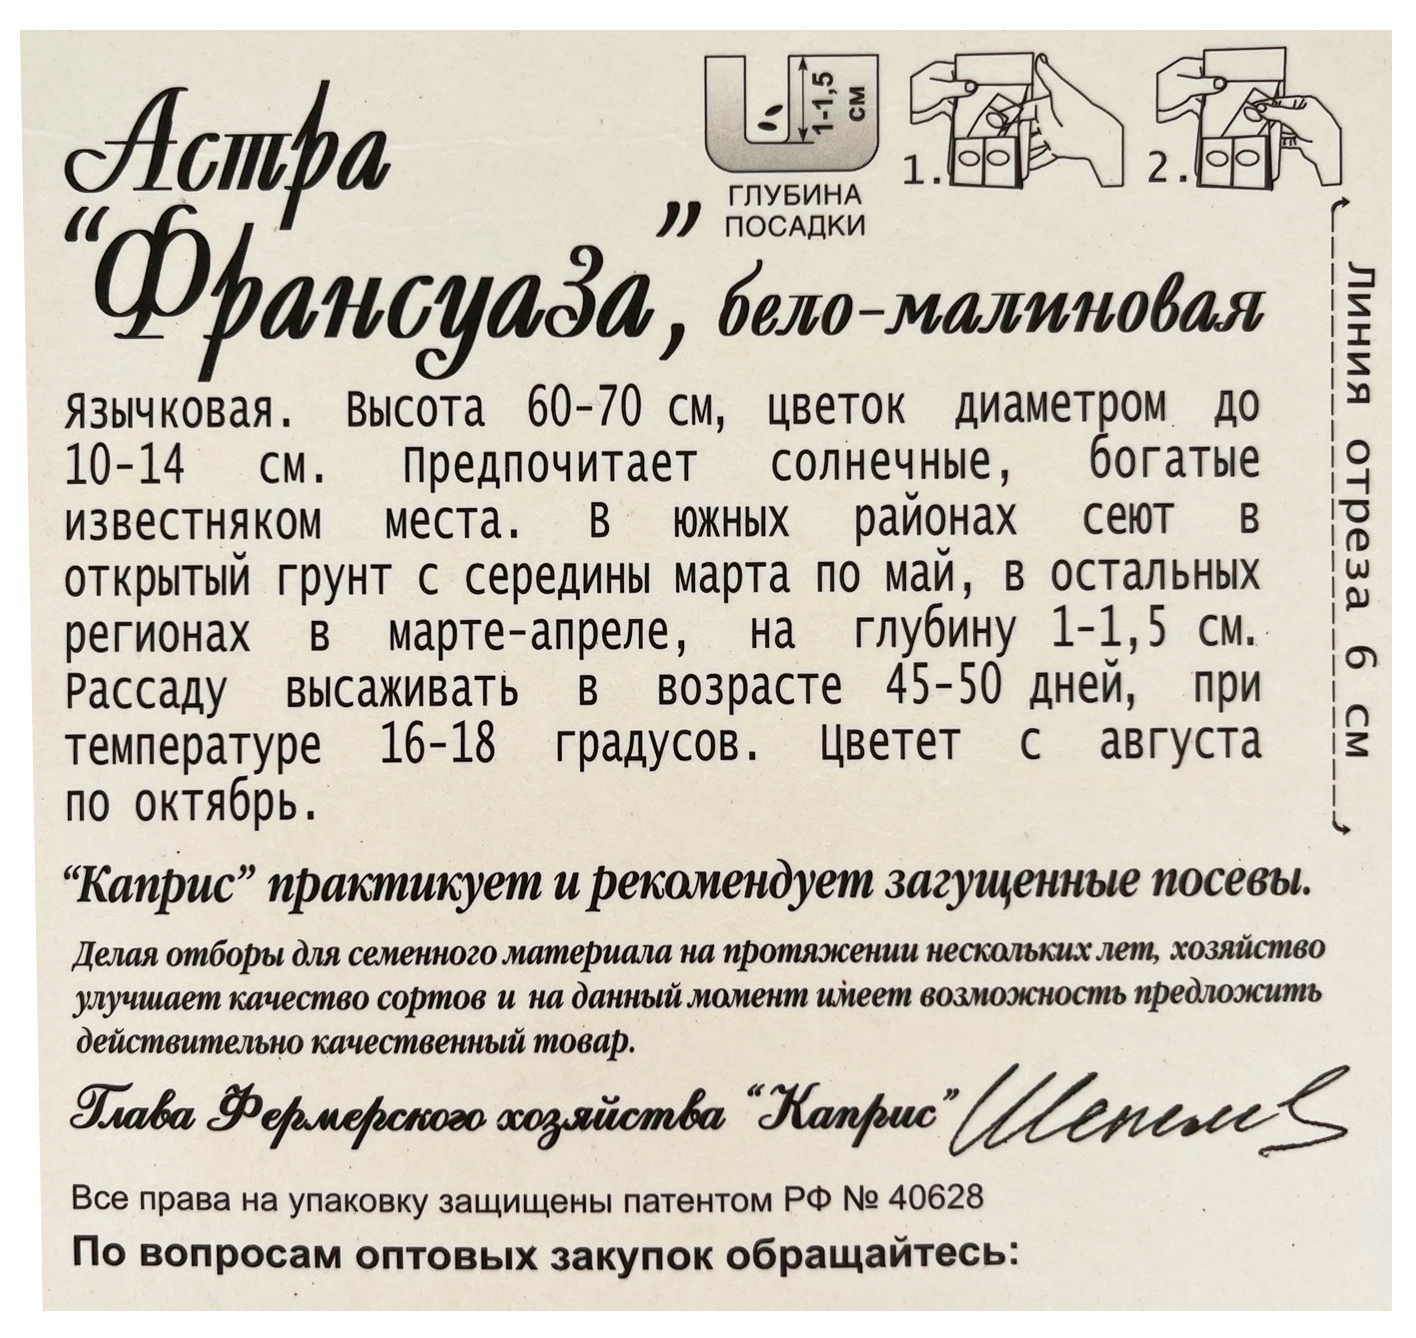 1-1,5
см
ГЛУБИНА
ПОСАДКИ
1.
2.
Астра
“Франсуаза”, бело-малиновая
Язычковая. Высота 60-70 см, цветок диаметром до
10-14 см. Предпочитает солнечные, богатые
известняком места. В южных районах сеют в
открытый грунт с середины марта по май, в остальных
регионах в марте-апреле, на глубину 1-1,5 см.
Рассаду высаживать в возрасте 45-50 дней, при
температуре 16-18 градусов. Цветет с августа
по октябрь.
Линия отреза 6 см
“Каприс” практикует и рекомендует загущенные посевы.
Делая отборы для семенного материала на протяжении нескольких лет, хозяйство
улучшает качество сортов и на данный момент имеет возможность предложить
действительно качественный товар.
Глава Фермерского хозяйства “Каприс”
Все права на упаковку защищены патентом РФ № 40628
По вопросам оптовых закупок обращайтесь: